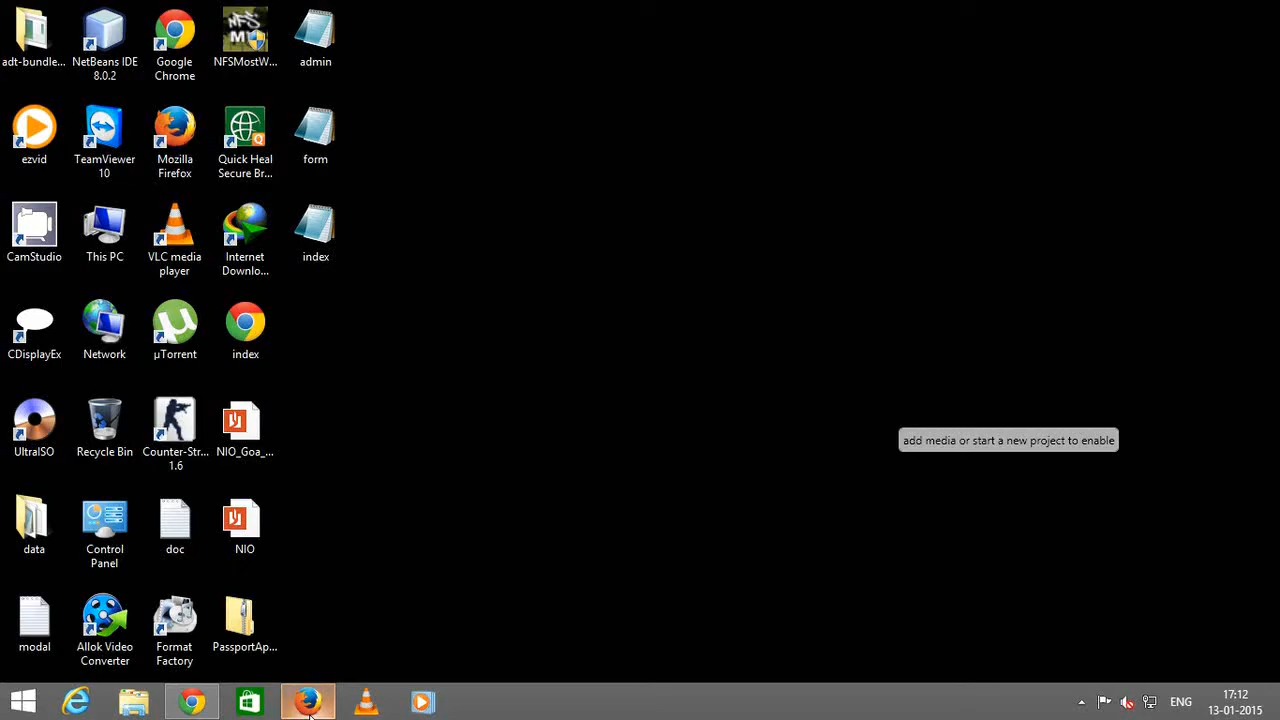 adt-bundle...
NetBeans IDE
8.0.2
Google
Chrome
NFSMostW...
admin
ezvid
TeamViewer
10
Mozilla
Firefox
Quick Heal
Secure Br...
form
CamStudio
This PC
VLC media
player
Internet
Downlo...
index
CDisplayEx
Network
µTorrent
index
UltraISO
Recycle Bin
Counter-Str...
1.6
NIO_Goa_...
add media or start a new project to enable
data
Control
Panel
doc
NIO
modal
Allok Video
Converter
Format
Factory
PassportAp...
ENG
17:12
13-01-2015